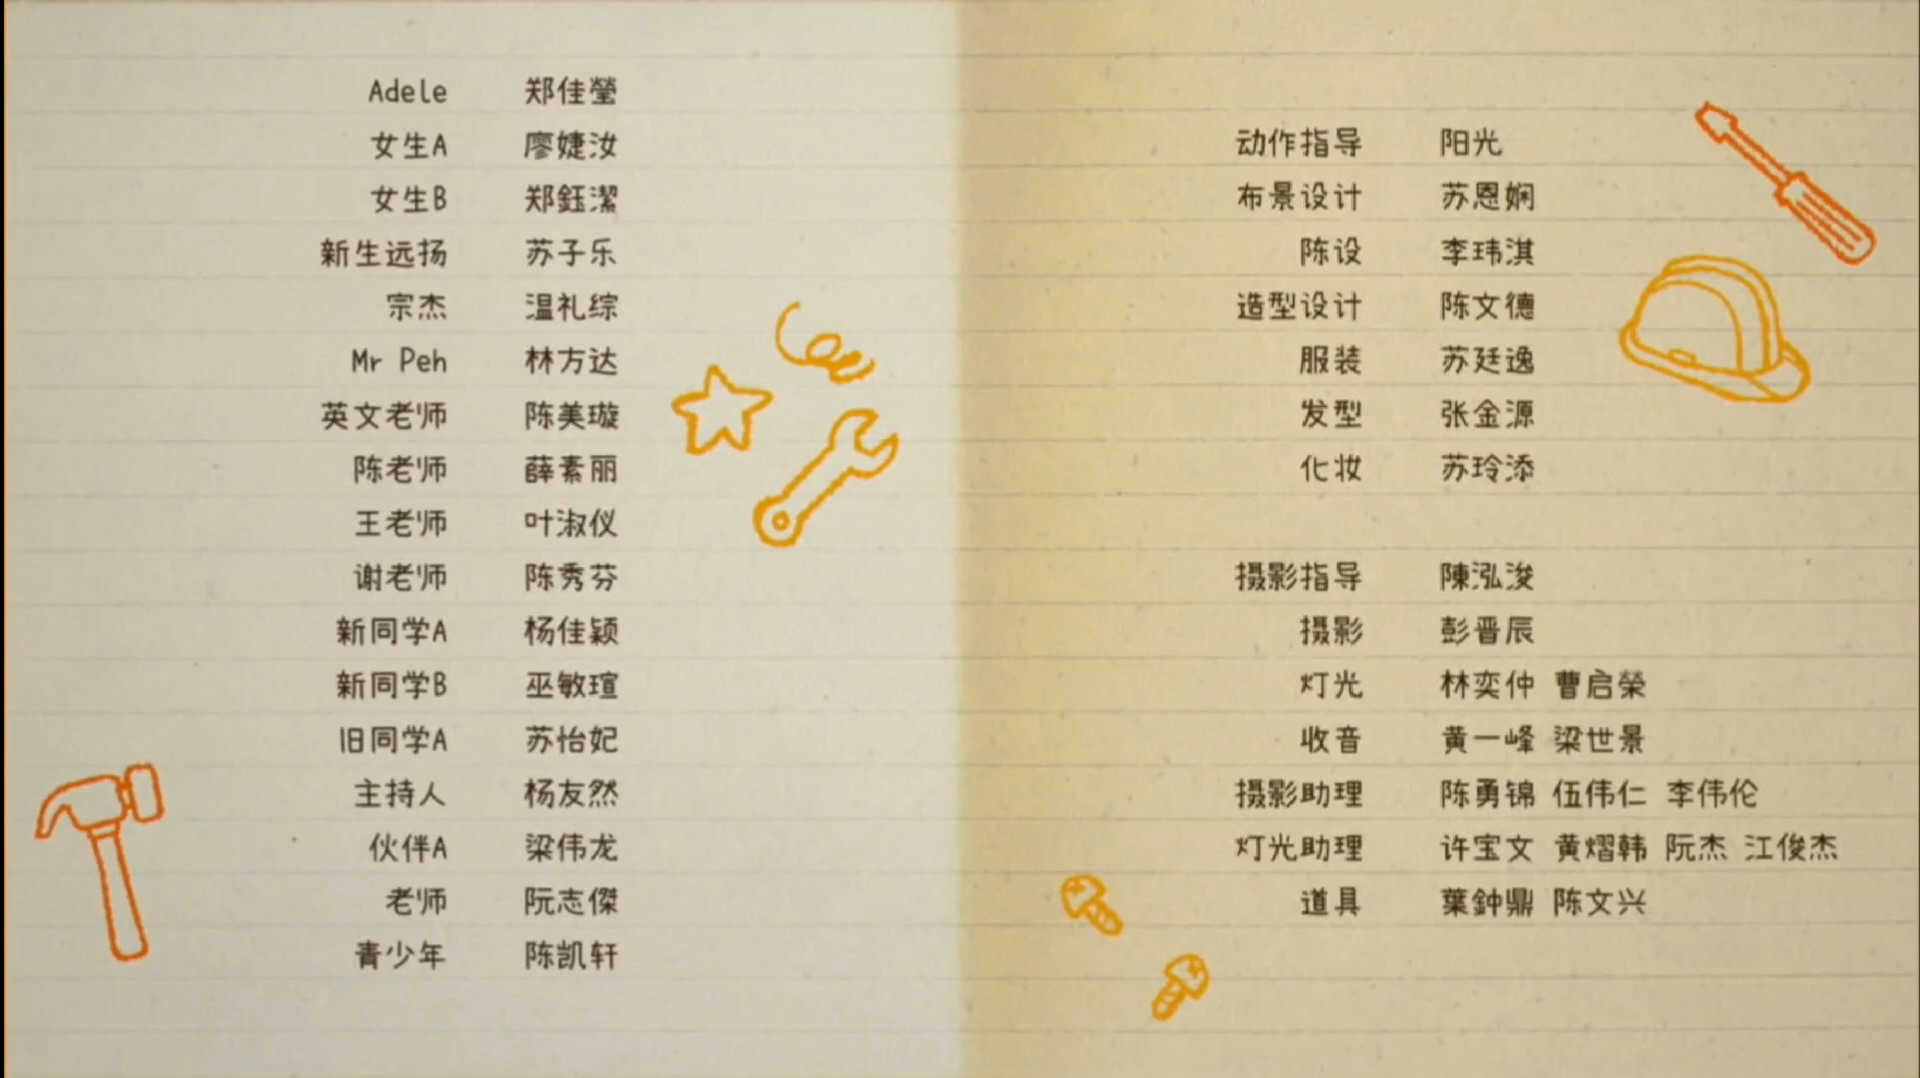 Adele 郑佳瑩
女生A 廖婕汝
女生B 郑鈺潔
新生远扬 苏子乐
宗杰 温礼综
Mr Peh 林方达
英文老师 陈美璇
陈老师 薛素丽
王老师 叶淑仪
谢老师 陈秀芬
新同学A 杨佳颖
新同学B 巫敏瑄
旧同学A 苏怡妃
主持人 杨友然
伙伴A 梁伟龙
老师 阮志傑
青少年 陈凯轩
动作指导 阳光
布景设计 苏恩娴
陈设 李玮淇
造型设计 陈文德
服装 苏廷逸
发型 张金源
化妆 苏玲添
摄影指导 陳泓浚
摄影 彭晋辰
灯光 林奕仲 曹启榮
收音 黄一峰 梁世景
摄影助理 陈勇锦 伍伟仁 李伟伦
灯光助理 许宝文 黄熠韩 阮杰 江俊杰
道具 葉鈡鼎 陈文兴